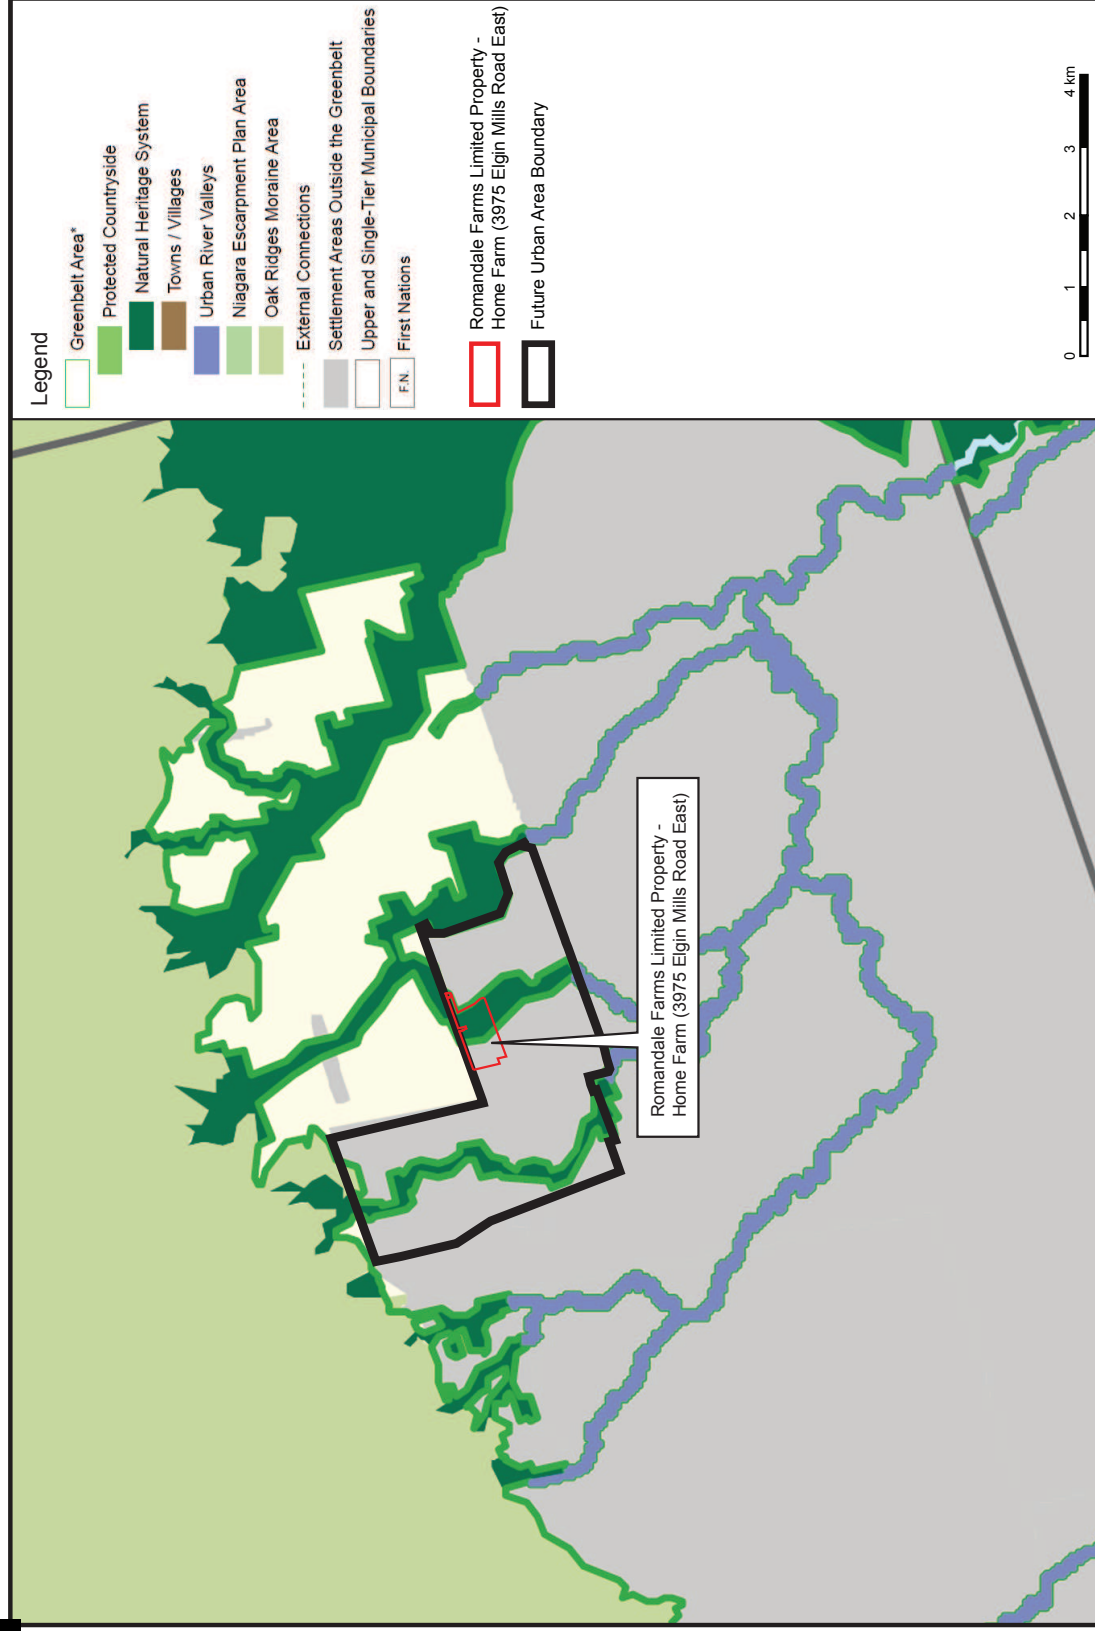 Legend
Greenbelt Area*
Protected Countryside
Natural Heritage System
Towns / Villages
Urban River Valleys
Niagara Escarpment Plan Area
Oak Ridges Moraine Area
External Connections
Settlement Areas Outside the Greenbelt
Upper and Single-Tier Municipal Boundaries
F.N. First Nations
Romandale Farms Limited Property -
Home Farm (3975 Elgin Mills Road East)
Future Urban Area Boundary
0 1 2 3 4 km
Romandale Farms Limited Property -
Home Farm (3975 Elgin Mills Road East)